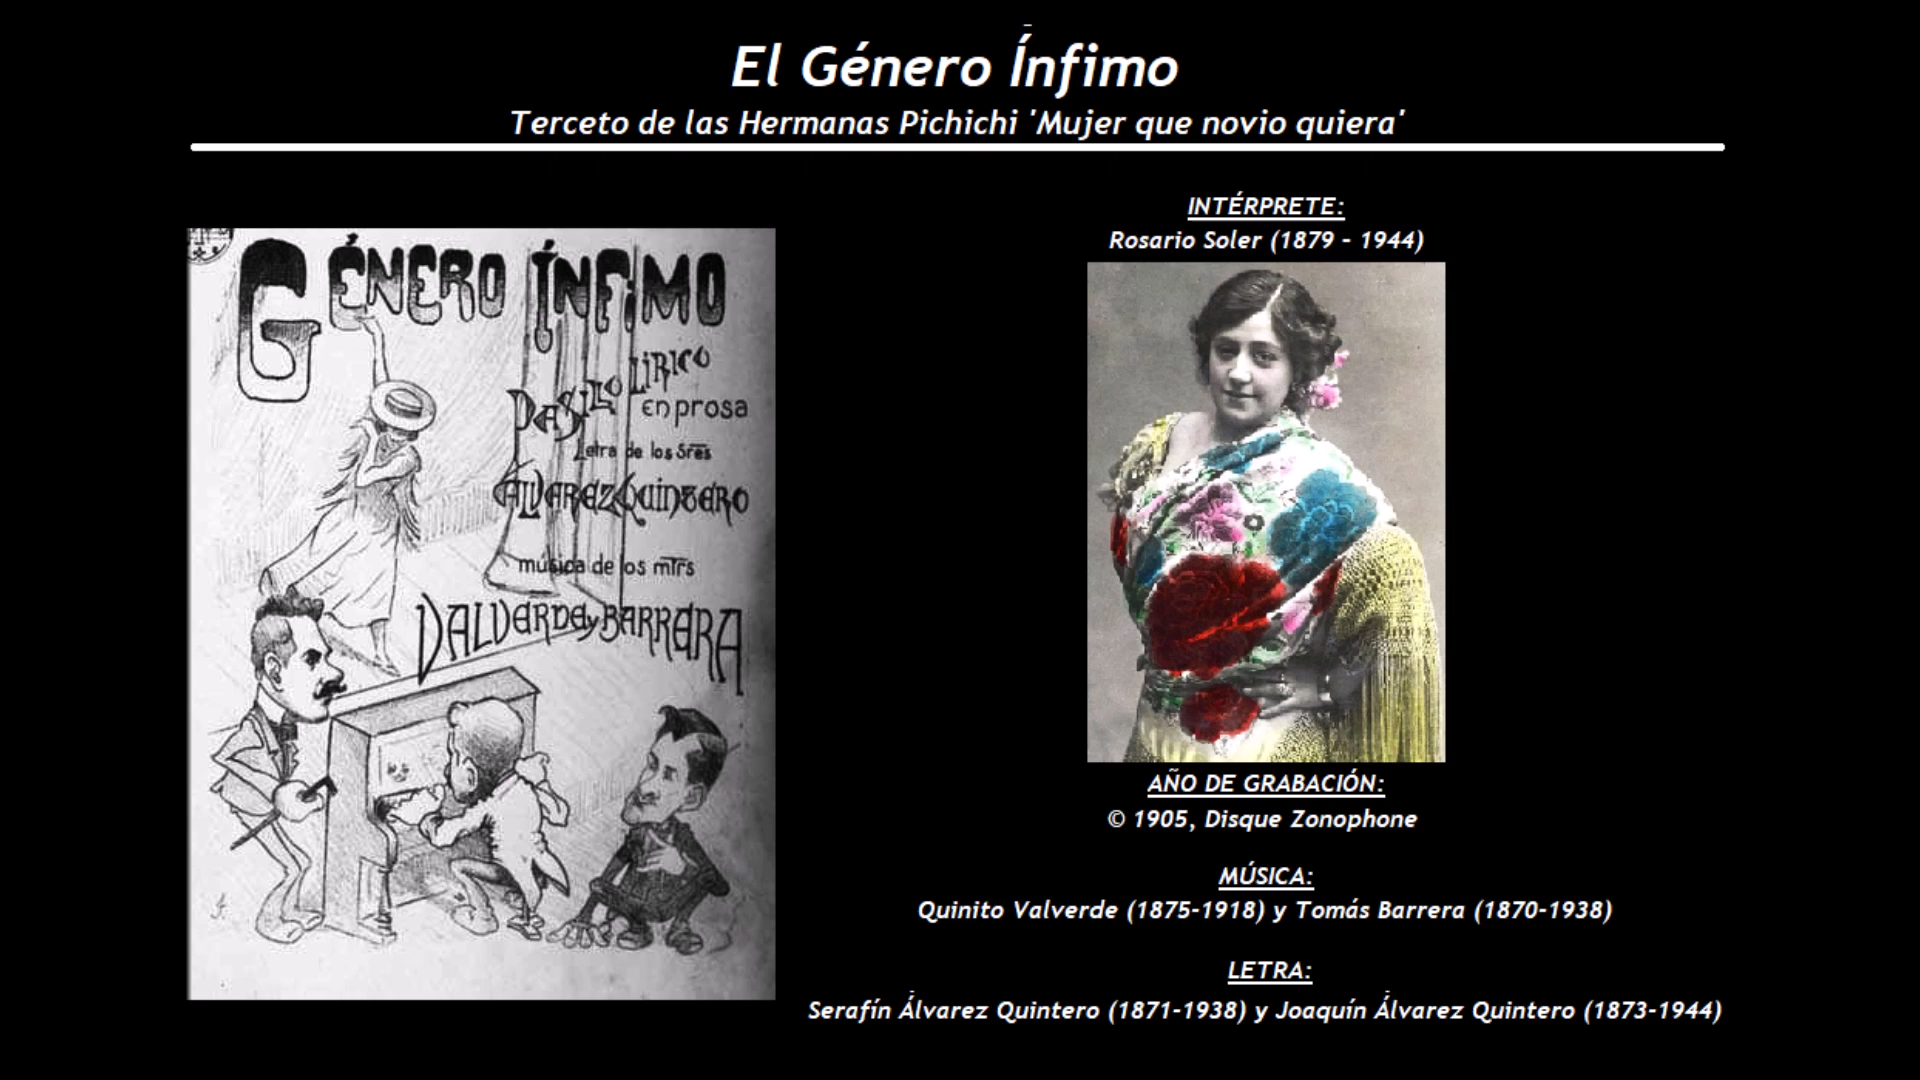 El Género Ínfimo
Terceto de las Hermanas Pichichi 'Mujer que novio quiera'
GÉNERO ÍNFIMO
PASILLO LÍRICO
en prosa
Letra de los Sres
ALVAREZ QUINTERO
música de los mtrs
VALVERDE y BARRERA
INTÉRPRETE:
Rosario Soler (1879 - 1944)
AÑO DE GRABACIÓN:
© 1905, Disque Zonophone
MÚSICA:
Quinito Valverde (1875-1918) y Tomás Barrera (1870-1938)
LETRA:
Serafín Álvarez Quintero (1871-1938) y Joaquín Álvarez Quintero (1873-1944)